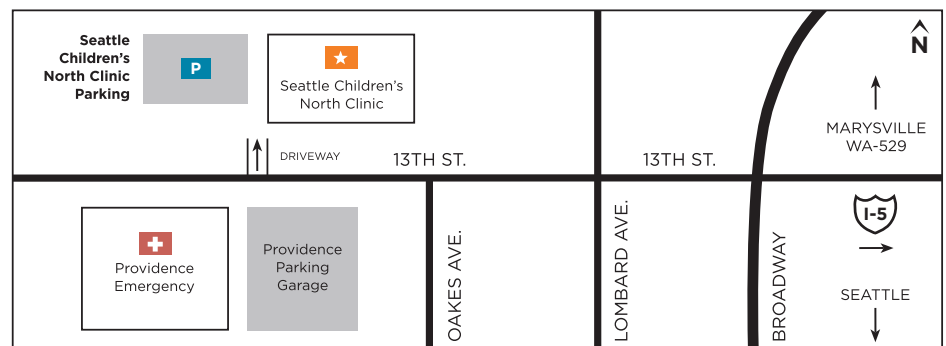 Seattle
Children's
North Clinic
Parking
P
Seattle Children's
North Clinic
N
MARYSVILLE
WA-529
DRIVEWAY
13TH ST.
13TH ST.
Providence
Emergency
Providence
Parking
Garage
OAKES AVE.
LOMBARD AVE.
BROADWAY
I-5
SEATTLE